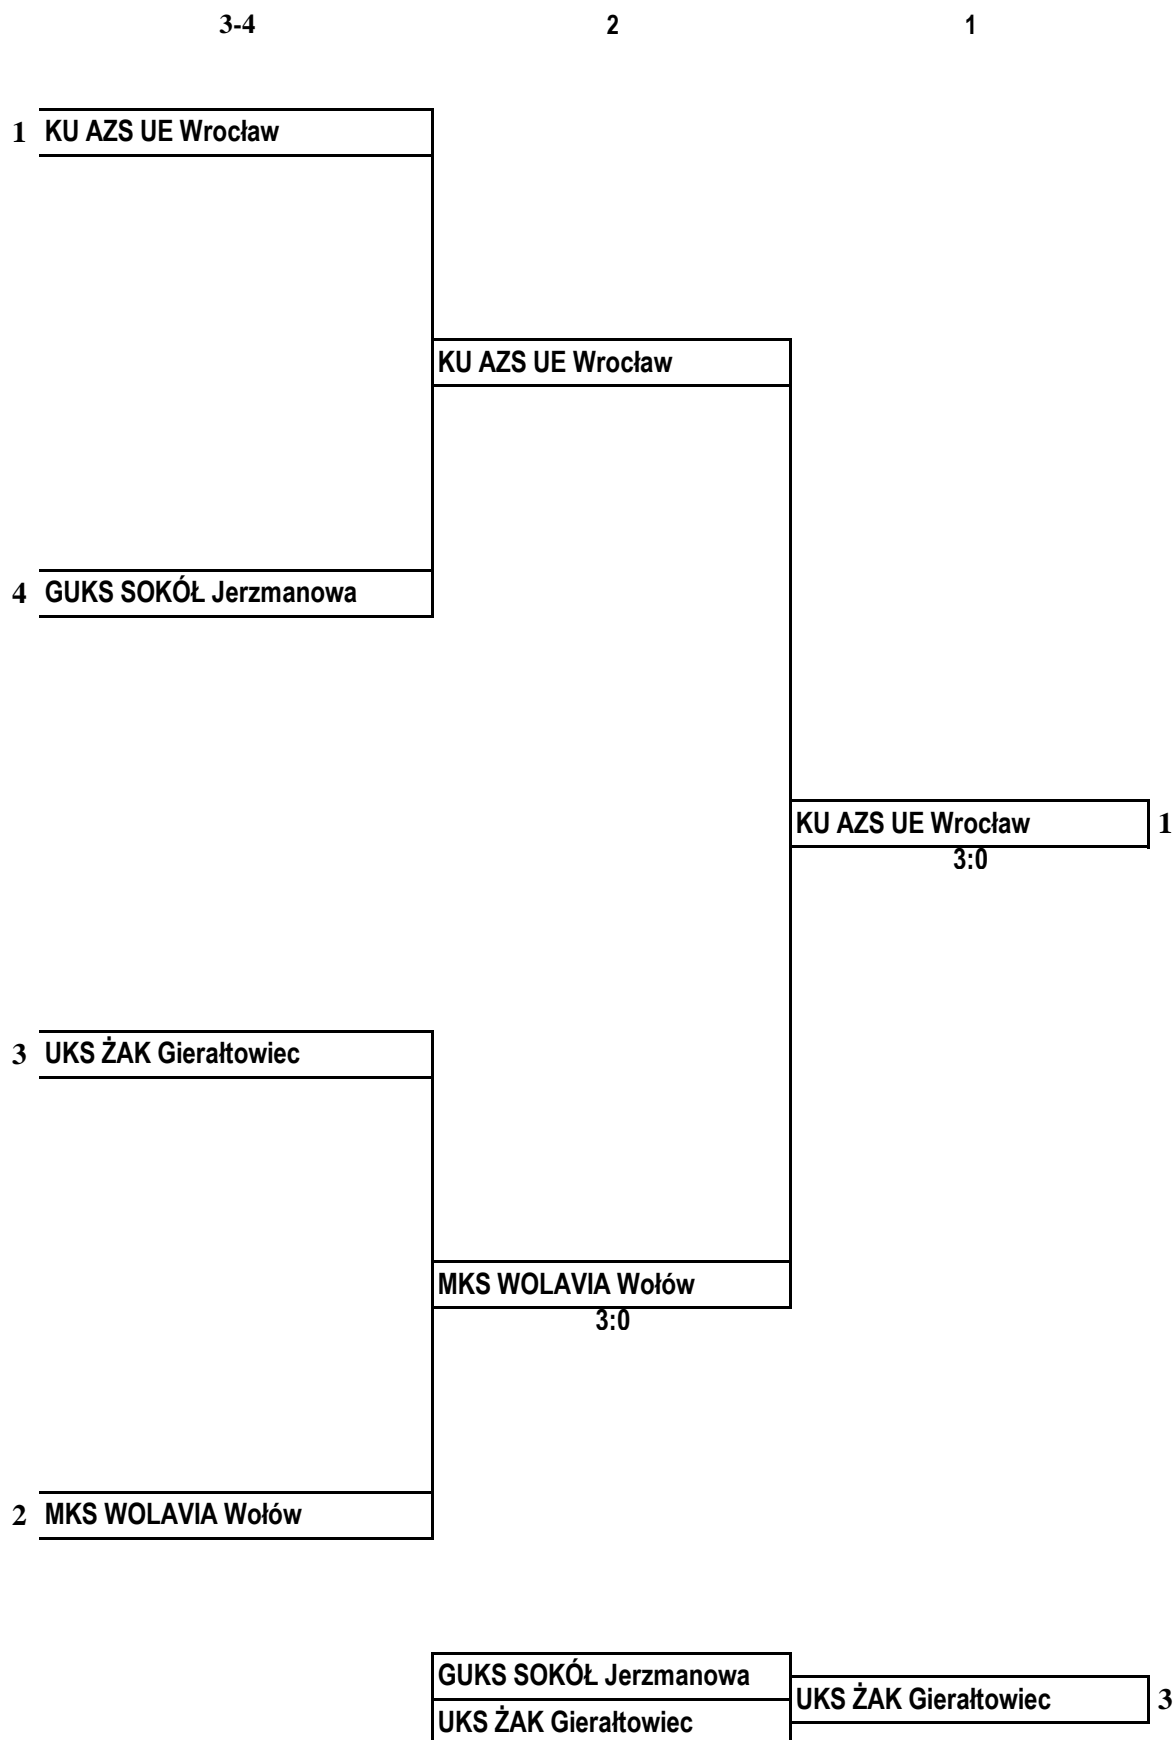 3-4 2 1
1 KU AZS UE Wrocław
KU AZS UE Wrocław
4 GUKS SOKÓŁ Jerzmanowa
KU AZS UE Wrocław 1
3:0
3 UKS ŻAK Gierałtowiec
MKS WOLAVIA Wołów
3:0
2 MKS WOLAVIA Wołów
GUKS SOKÓŁ Jerzmanowa
UKS ŻAK Gierałtowiec 3
UKS ŻAK Gierałtowiec